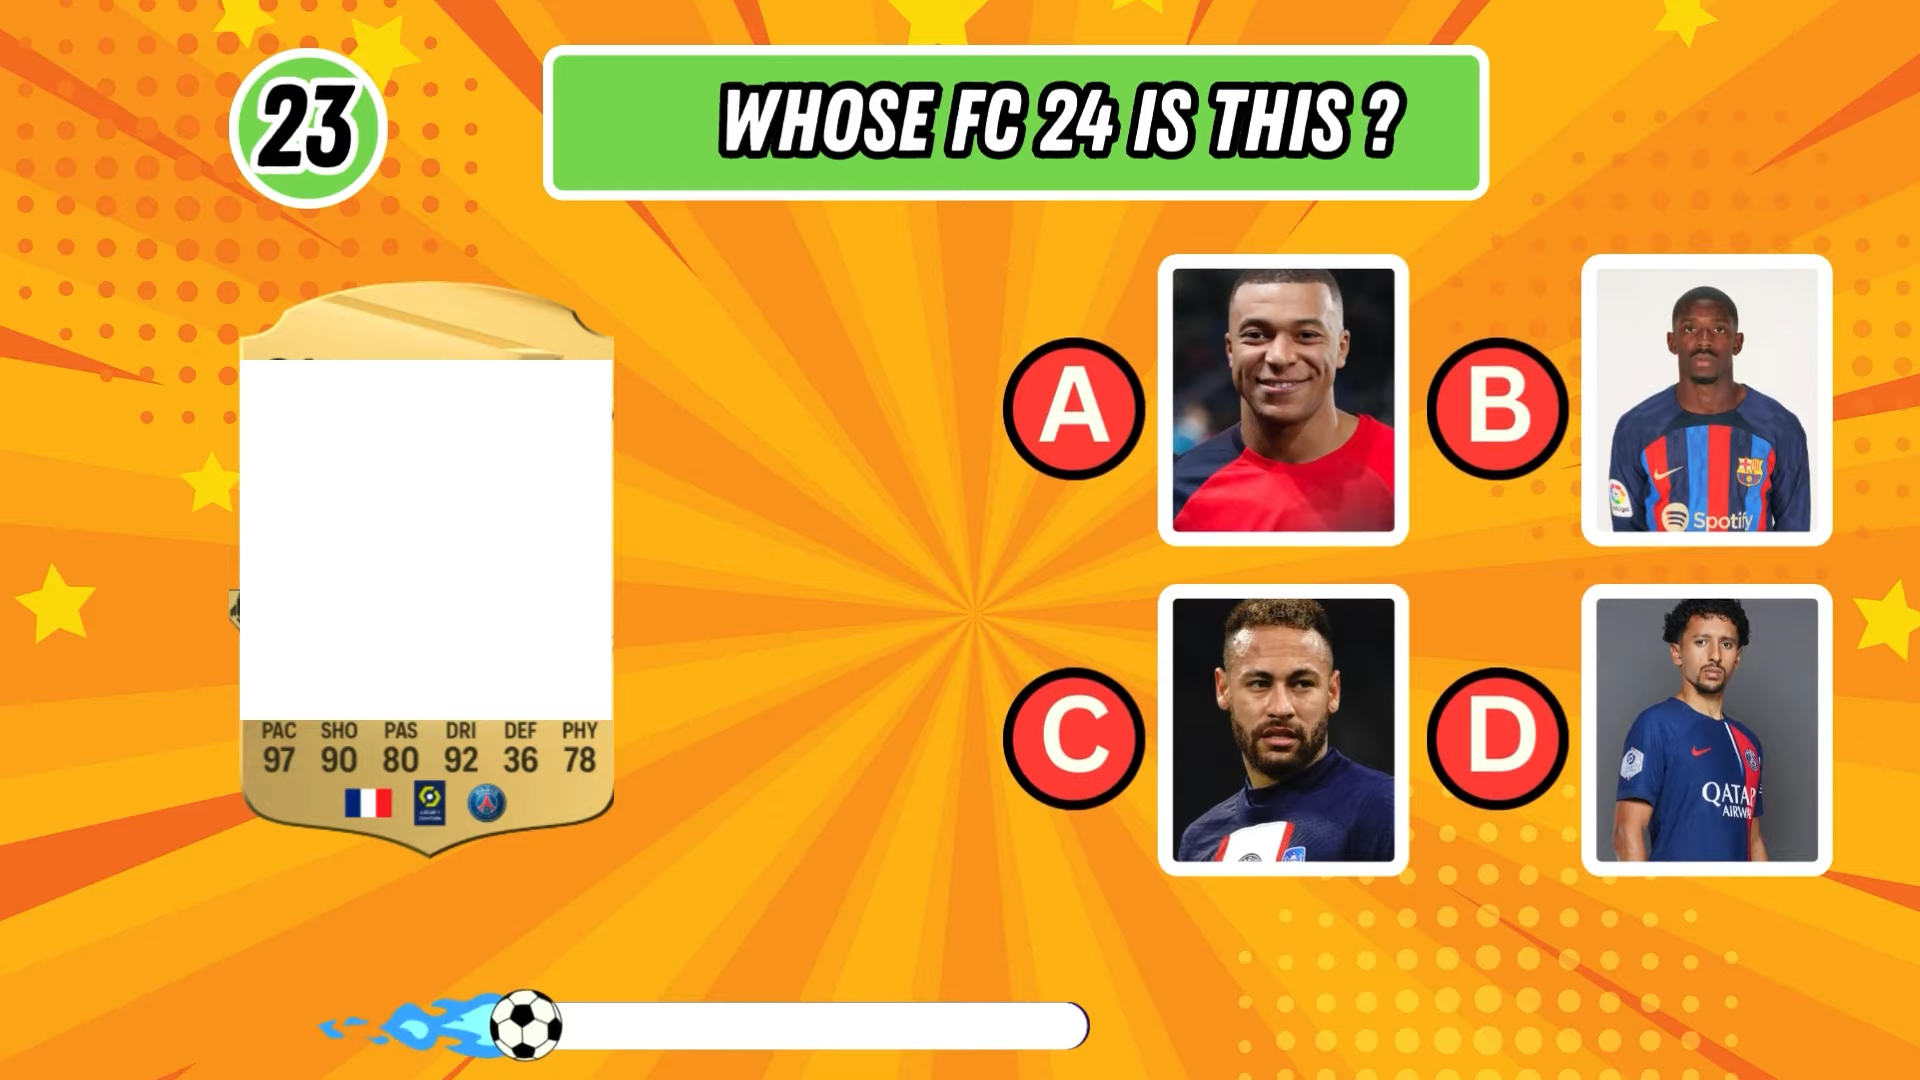 23
WHOSE FC 24 IS THIS ?
A
B
Spotify
PAC SHO PAS DRI DEF PHY
97 90 80 92 36 78
C
D
QATAR
AIRWA